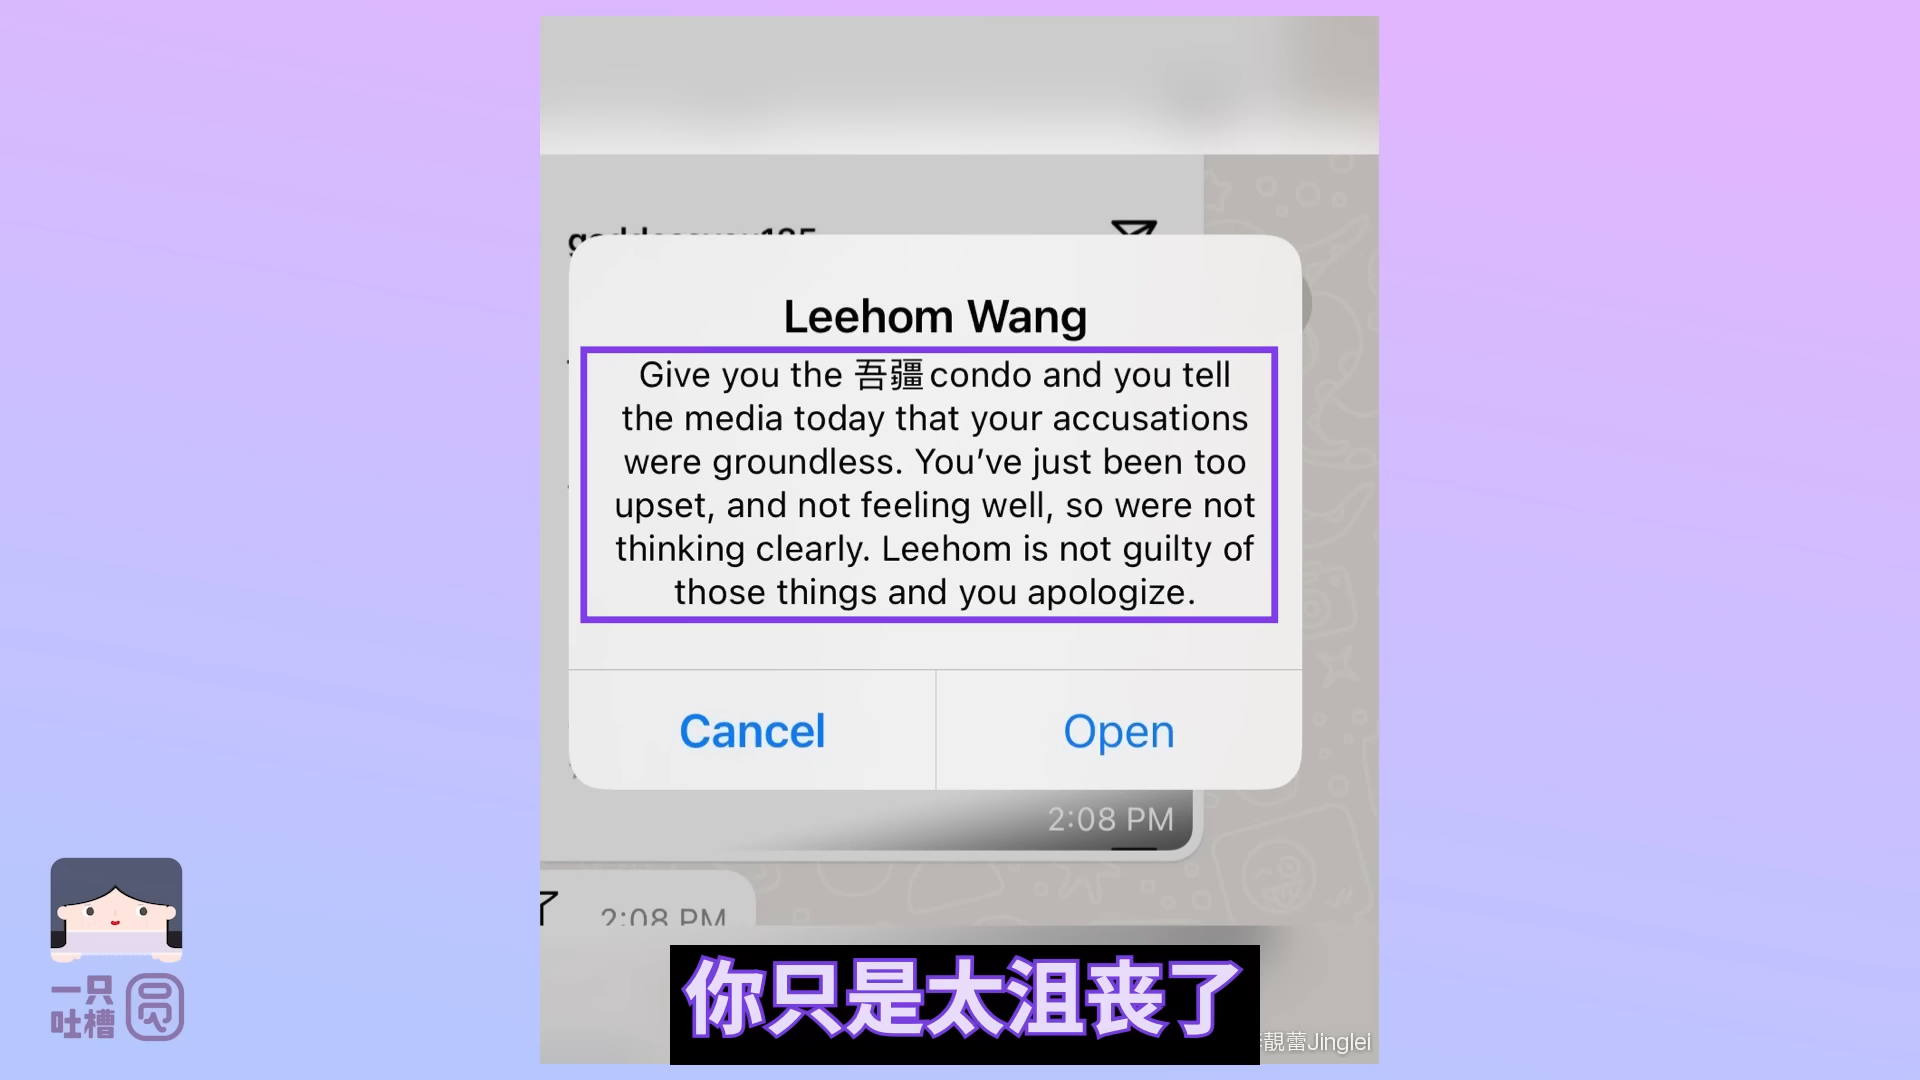 Leehom Wang
Give you the 吾疆 condo and you tell
the media today that your accusations
were groundless. You’ve just been too
upset, and not feeling well, so were not
thinking clearly. Leehom is not guilty of
those things and you apologize.
Cancel
Open
2:08 PM
2:08 PM
你只是太沮丧了
靚蕾Jinglei
一只
吐槽
圆